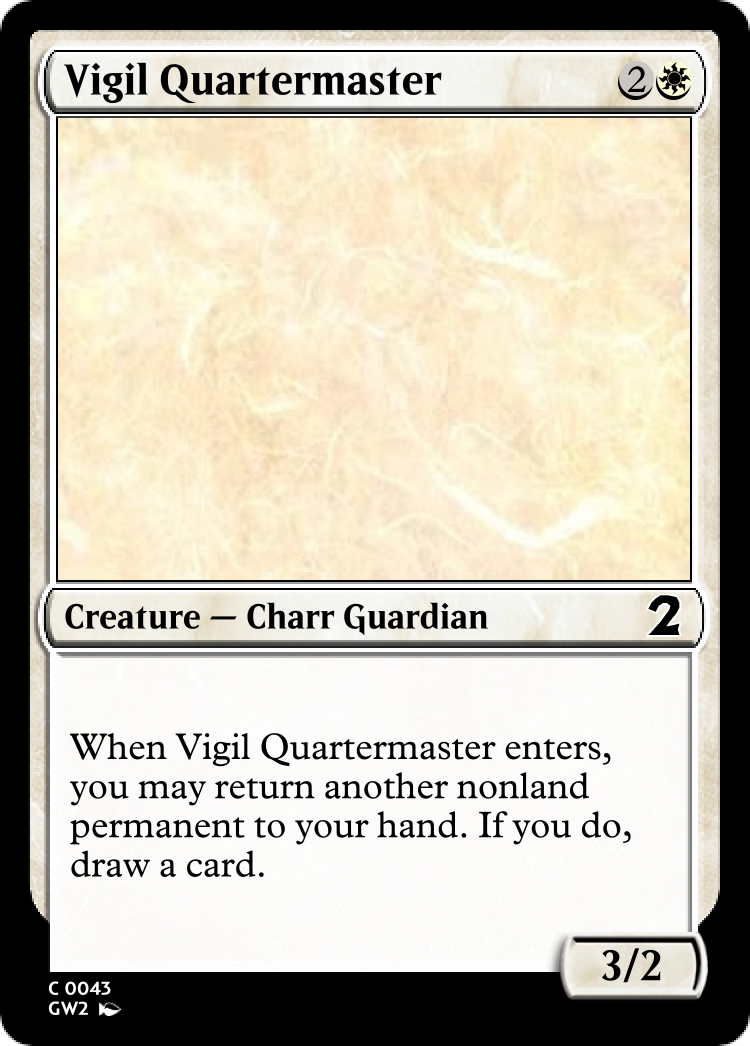 Vigil Quartermaster 2
Creature — Charr Guardian 2
When Vigil Quartermaster enters,
you may return another nonland
permanent to your hand. If you do,
draw a card.
3/2
C 0043
GW2